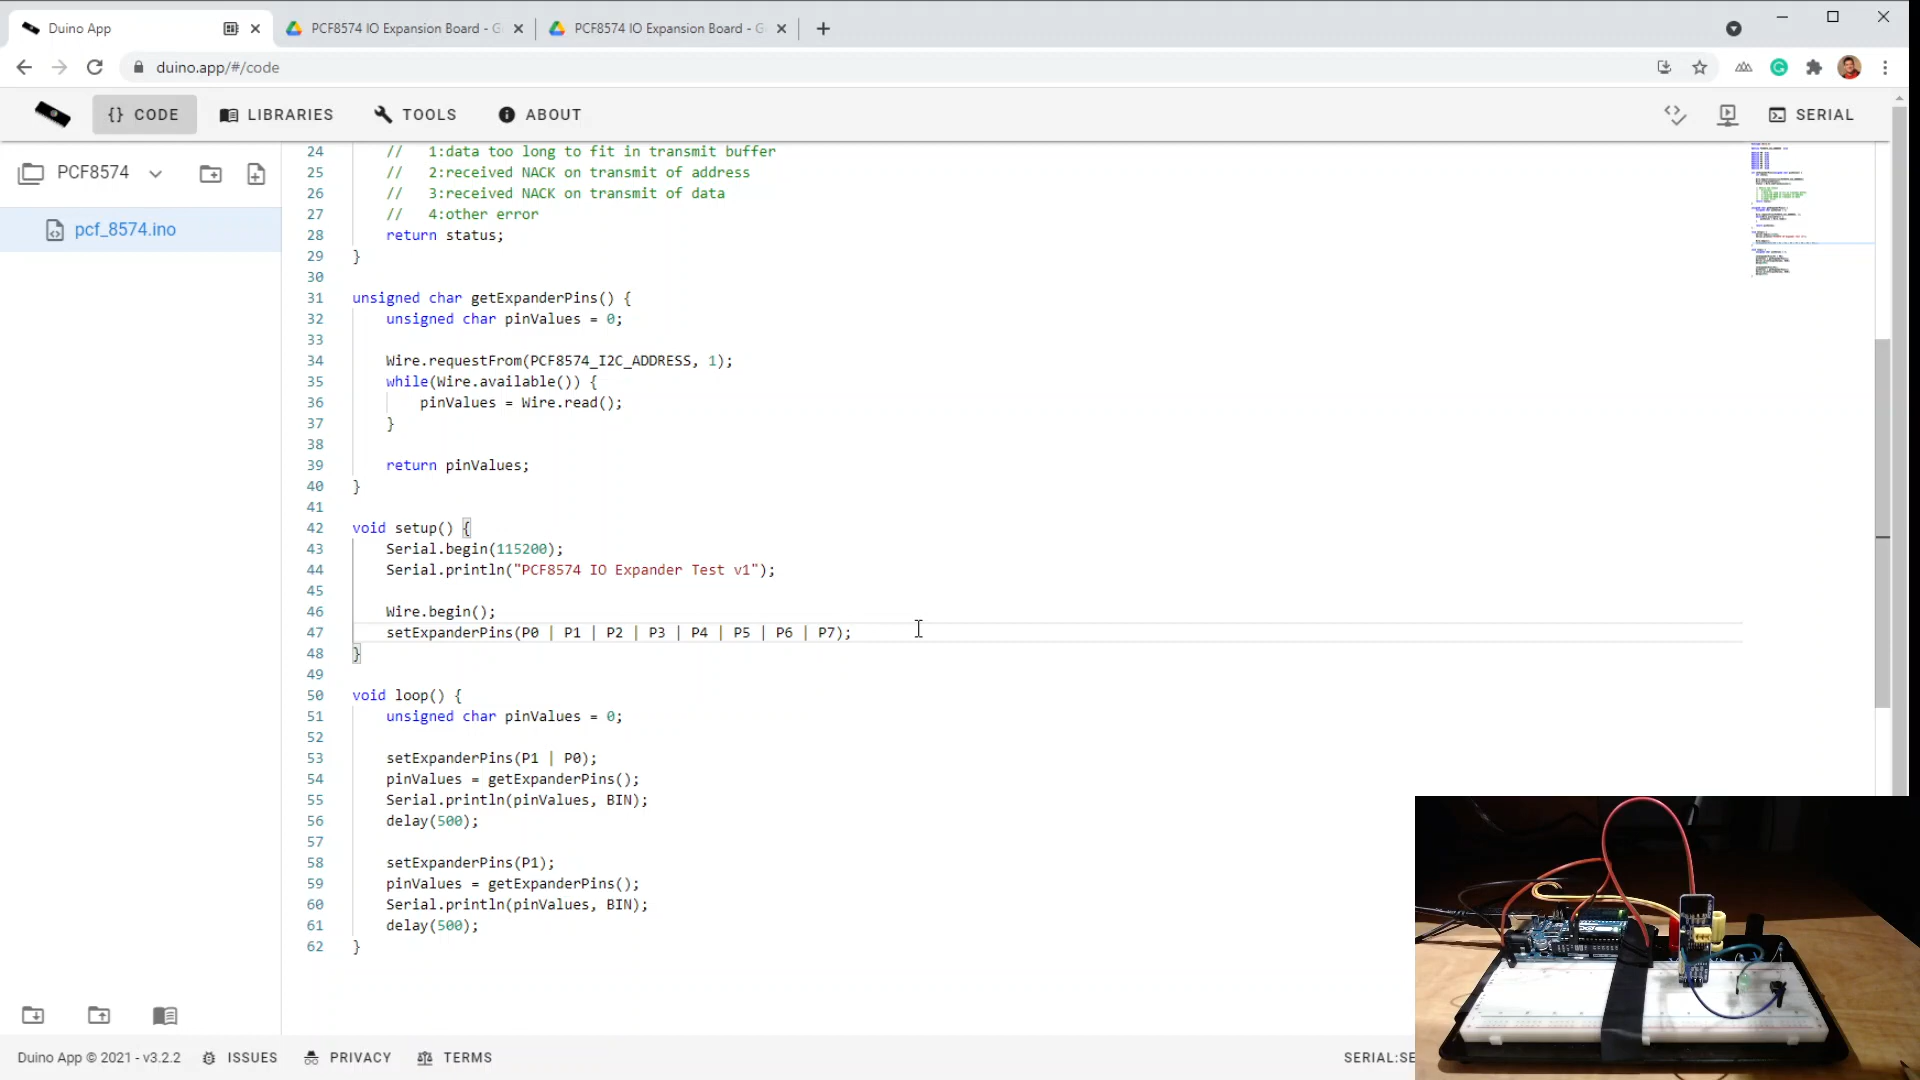 Duino App
PCF8574 IO Expansion Board - G
PCF8574 IO Expansion Board - G
duino.app/#/code
{} CODE
LIBRARIES
TOOLS
ABOUT
SERIAL
PCF8574
pcf_8574.ino
24 // 1:data too long to fit in transmit buffer
25 // 2:received NACK on transmit of address
26 // 3:received NACK on transmit of data
27 // 4:other error
28 return status;
29 }
30
31 unsigned char getExpanderPins() {
32 unsigned char pinValues = 0;
33
34 Wire.requestFrom(PCF8574_I2C_ADDRESS, 1);
35 while(Wire.available()) {
36 pinValues = Wire.read();
37 }
38
39 return pinValues;
40 }
41
42 void setup() {
43 Serial.begin(115200);
44 Serial.println("PCF8574 IO Expander Test v1");
45
46 Wire.begin();
47 setExpanderPins(P0 | P1 | P2 | P3 | P4 | P5 | P6 | P7);
48 }
49
50 void loop() {
51 unsigned char pinValues = 0;
52
53 setExpanderPins(P1 | P0);
54 pinValues = getExpanderPins();
55 Serial.println(pinValues, BIN);
56 delay(500);
57
58 setExpanderPins(P1);
59 pinValues = getExpanderPins();
60 Serial.println(pinValues, BIN);
61 delay(500);
62 }
Duino App © 2021 - v3.2.2
ISSUES
PRIVACY
TERMS
SERIAL:SE